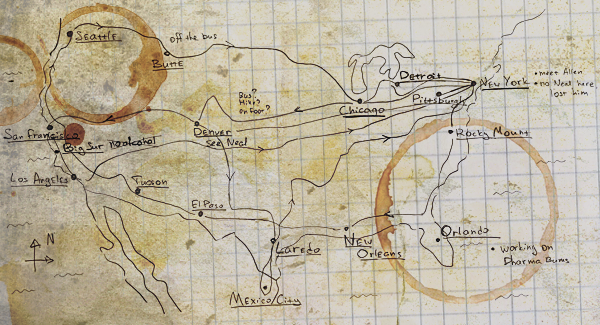 Seattle
off the bus
Butte
Detroit
New York
• meet Allen
• no Neal here
lost him
Pittsburgh
Bus?
Hike?
on Foot?
Chicago
San Francisco
Denver
see Neal
Rocky Mount
Big Sur
alcohol
Los Angeles
Tucson
El Paso
Laredo
New
Orleans
Orlando
• working on
Dharma Bums
N
Mexico City